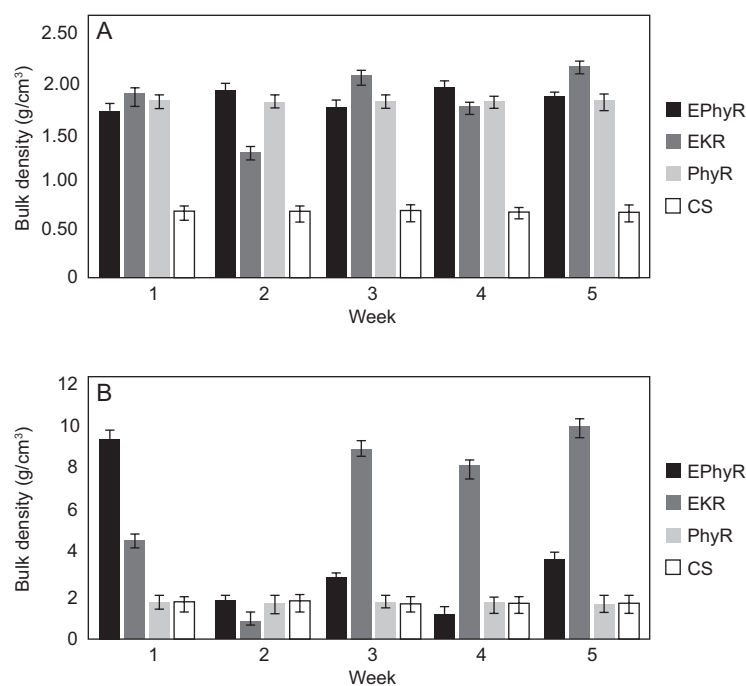 A
2.50
2.00
1.50
1.00
0.50
0
Bulk density (g/cm³)
1 2 3 4 5
Week
EPhyR
EKR
PhyR
CS
B
12
10
8
6
4
2
0
Bulk density (g/cm³)
1 2 3 4 5
Week
EPhyR
EKR
PhyR
CS